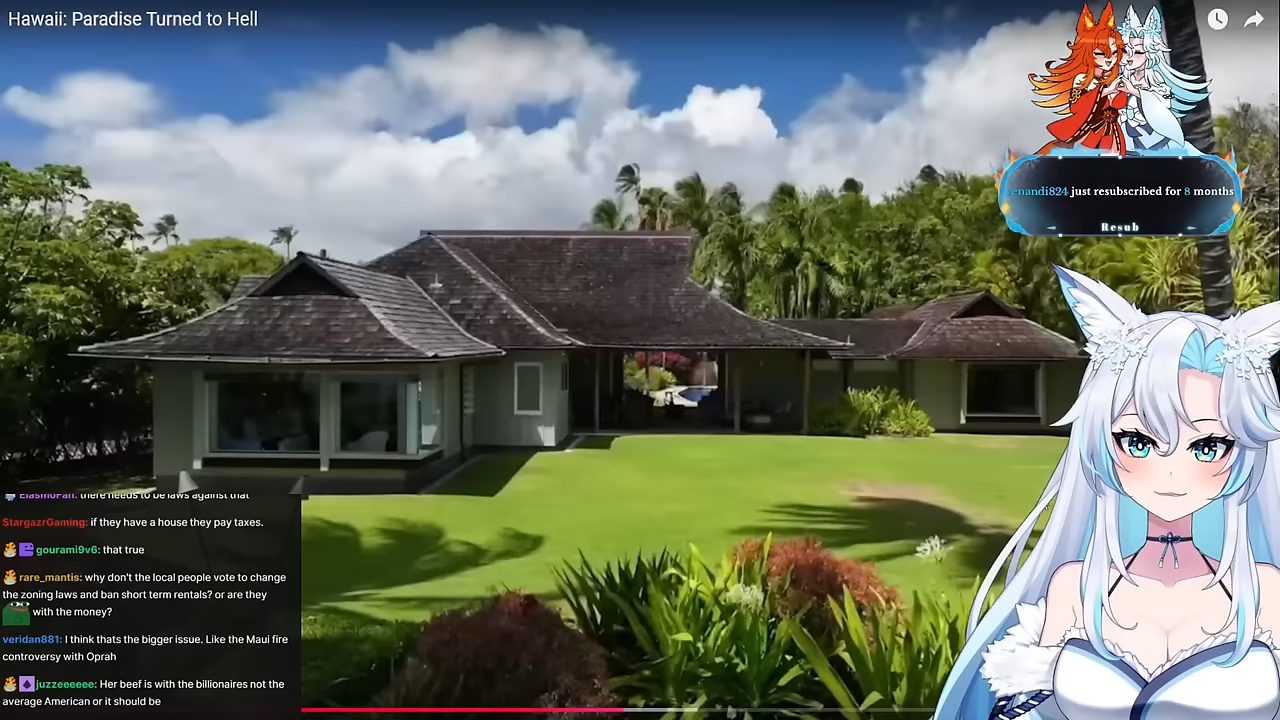 Hawaii: Paradise Turned to Hell
enandi824 just resubscribed for 8 months
Resub
ElasmoFan: there needs to be laws against that
StargazrGaming: if they have a house they pay taxes.
gourami9v6: that true
rare_mantis: why don't the local people vote to change
the zoning laws and ban short term rentals? or are they
with the money?
veridan881: I think thats the bigger issue. Like the Maui fire
controversy with Oprah
juzzeeeeee: Her beef is with the billionaires not the
average American or it should be